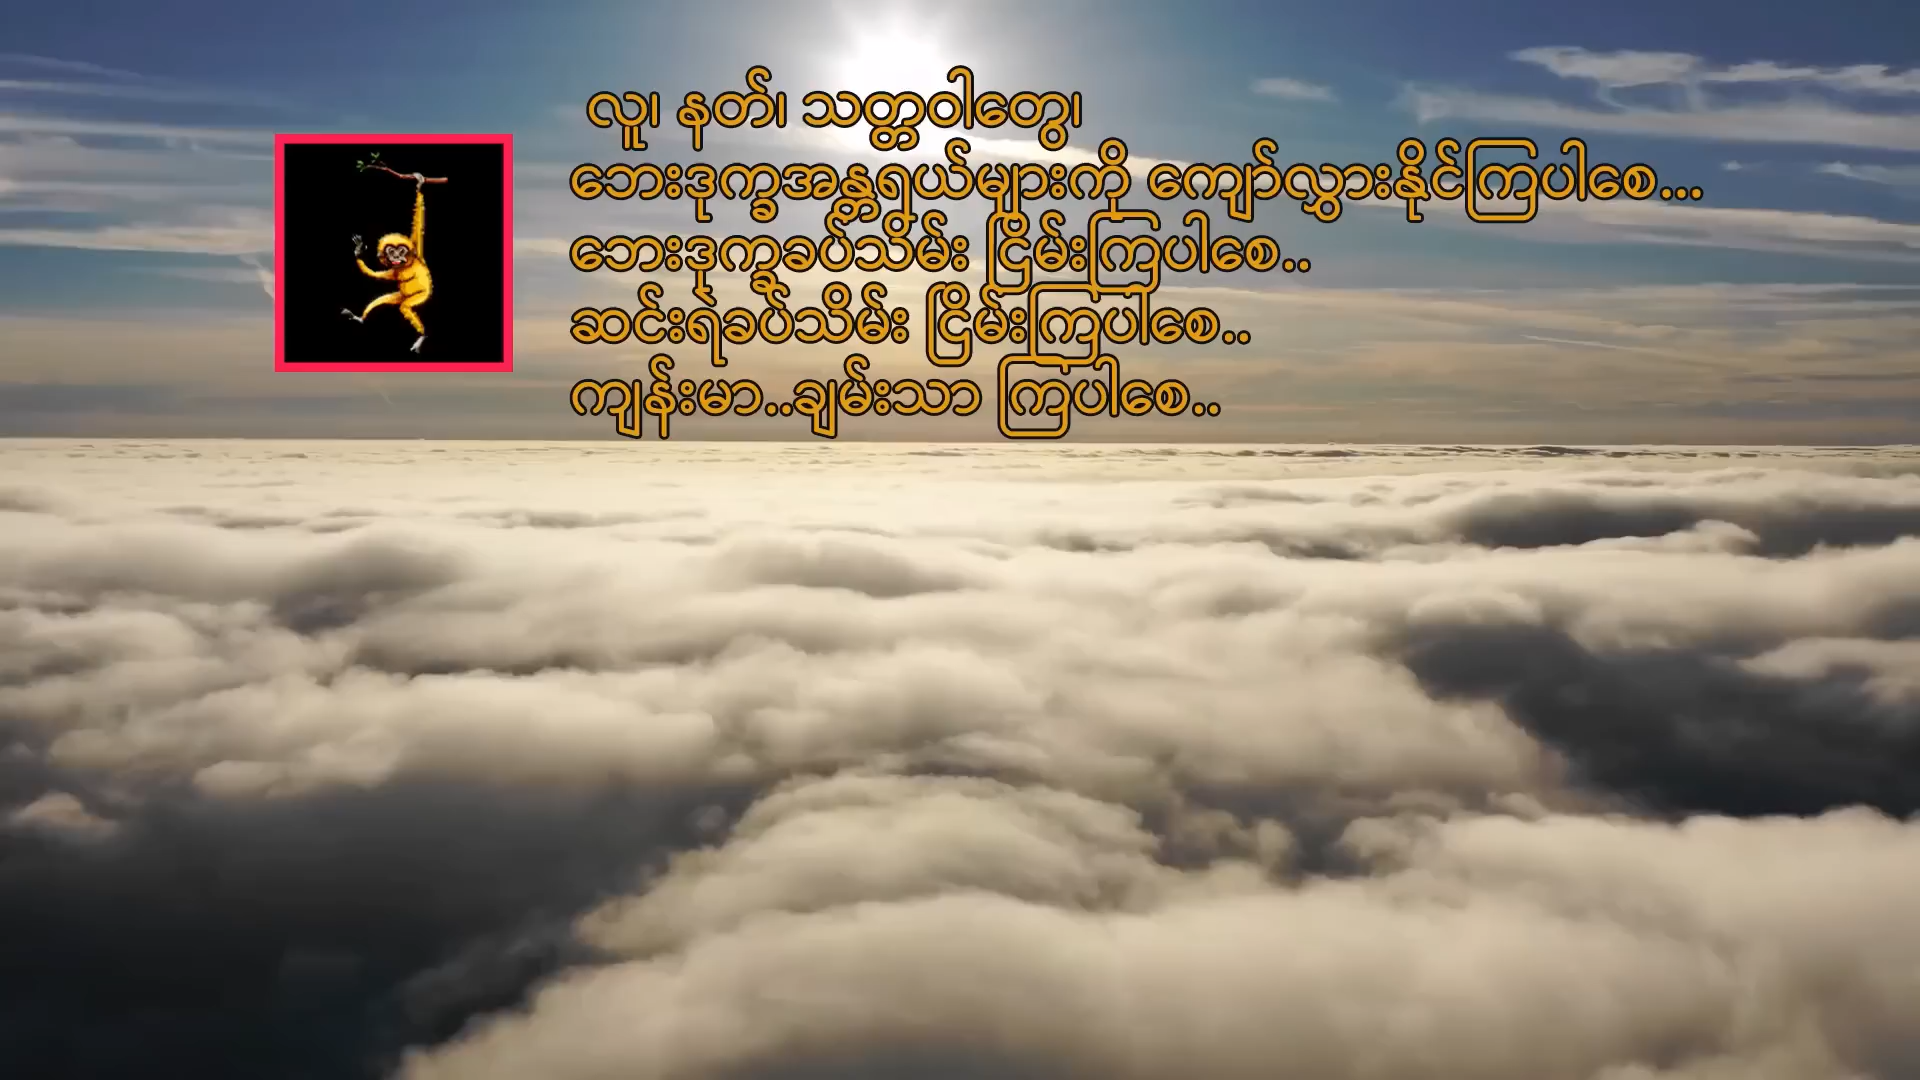 လူ၊ နတ်၊ သတ္တဝါတွေ၊
ဘေးဒုက္ခအန္တရယ်များကို ကျော်လွှားနိုင်ကြပါစေ...
ဘေးဒုက္ခခပ်သိမ်း ငြိမ်းကြပါစေ..
ဆင်းရဲခပ်သိမ်း ငြိမ်းကြပါစေ..
ကျန်းမာ..ချမ်းသာ ကြပါစေ..